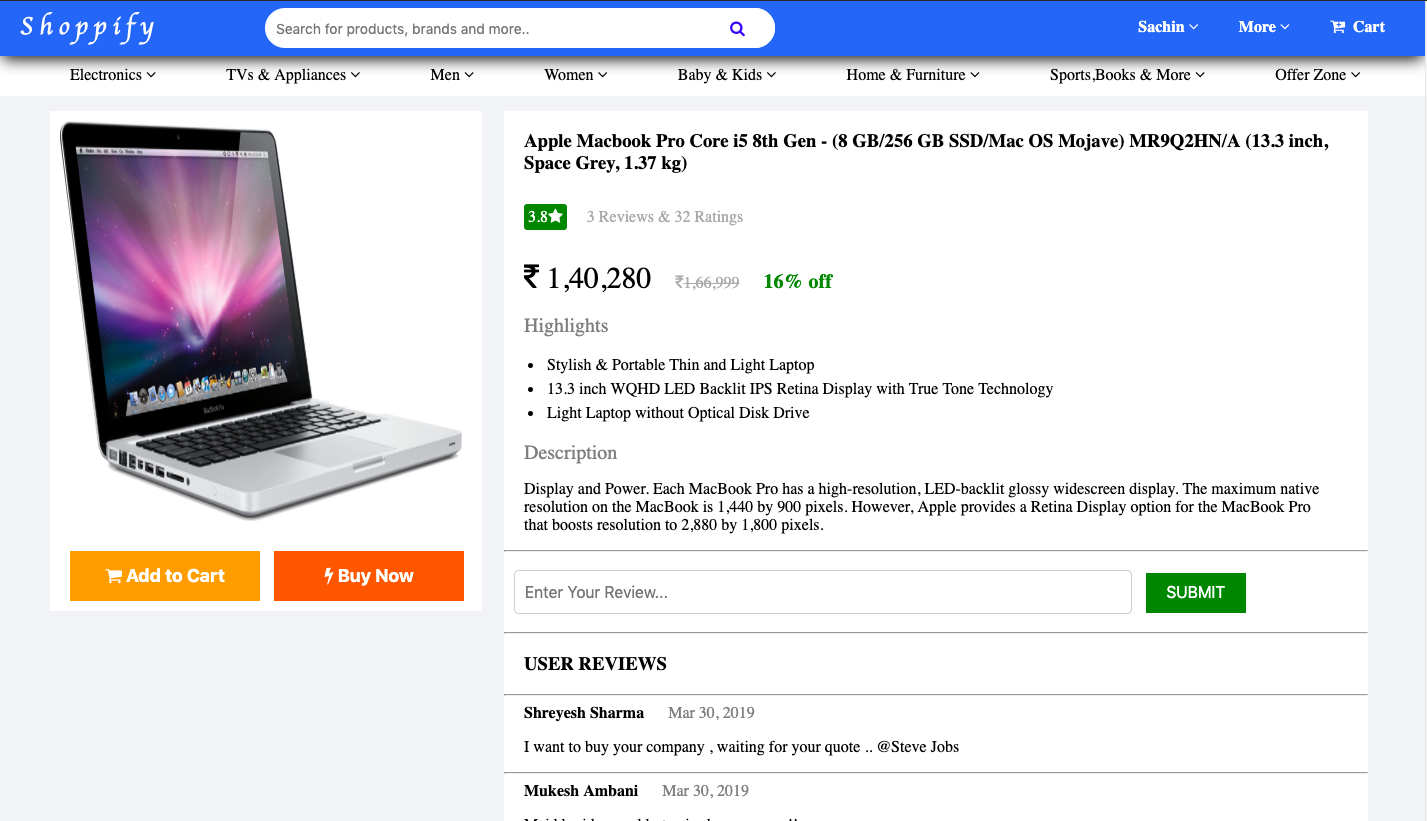 Shoppify
Search for products, brands and more..
Sachin
More
Cart
Electronics
TVs & Appliances
Men
Women
Baby & Kids
Home & Furniture
Sports,Books & More
Offer Zone
MacBook Pro
Add to Cart
Buy Now
Apple Macbook Pro Core i5 8th Gen - (8 GB/256 GB SSD/Mac OS Mojave) MR9Q2HN/A (13.3 inch,
Space Grey, 1.37 kg)
3.8★ 3 Reviews & 32 Ratings
₹ 1,40,280 ₹1,66,999 16% off
Highlights
• Stylish & Portable Thin and Light Laptop
• 13.3 inch WQHD LED Backlit IPS Retina Display with True Tone Technology
• Light Laptop without Optical Disk Drive
Description
Display and Power. Each MacBook Pro has a high-resolution, LED-backlit glossy widescreen display. The maximum native
resolution on the MacBook is 1,440 by 900 pixels. However, Apple provides a Retina Display option for the MacBook Pro
that boosts resolution to 2,880 by 1,800 pixels.
Enter Your Review...
SUBMIT
USER REVIEWS
Shreyesh Sharma Mar 30, 2019
I want to buy your company , waiting for your quote .. @Steve Jobs
Mukesh Ambani Mar 30, 2019